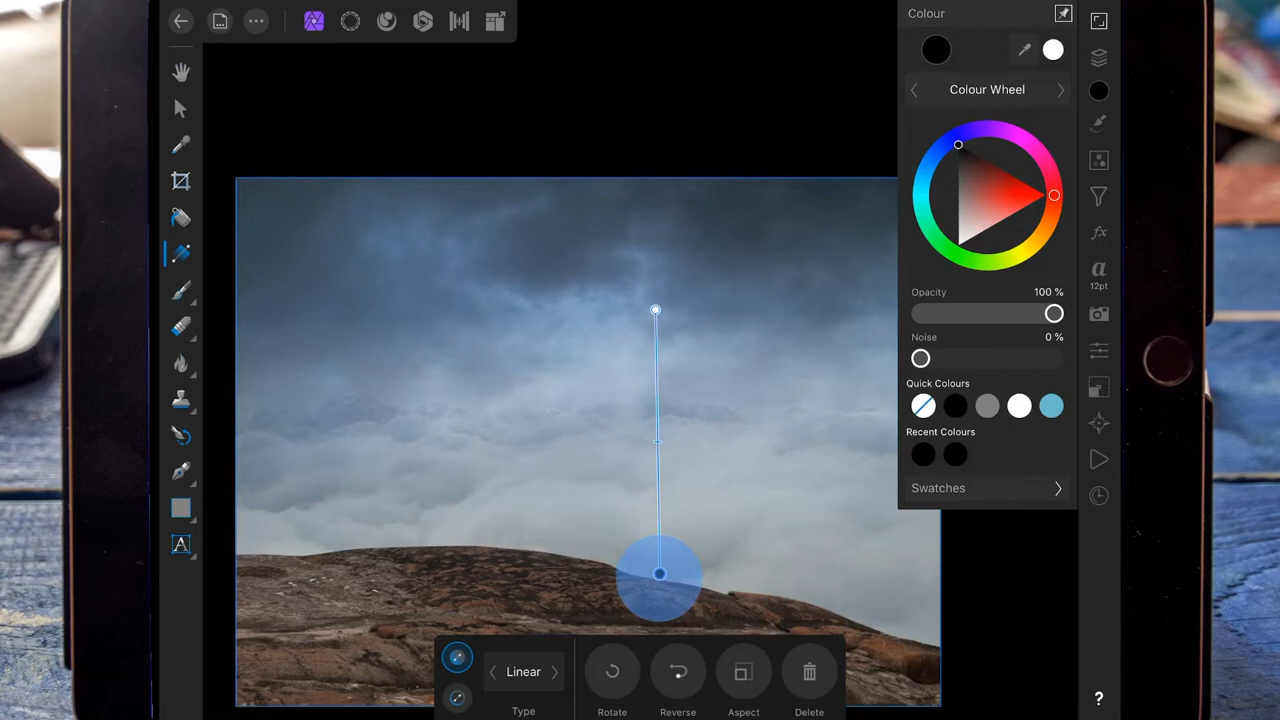 Colour
Colour Wheel
Opacity
100 %
Noise
0 %
Quick Colours
Recent Colours
Swatches
fx
a
12pt
A
Linear
Type
Rotate
Reverse
Aspect
Delete
?